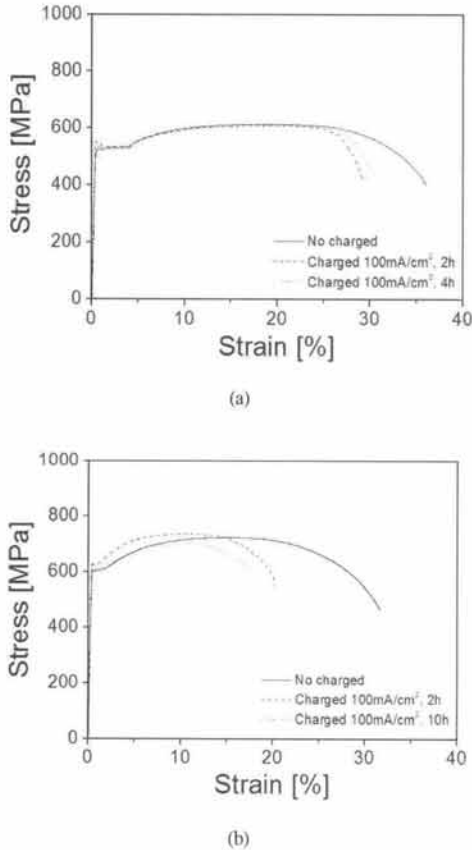 1000
800
600
400
200
0
Stress [MPa]
No charged
Charged 100mA/cm², 2h
Charged 100mA/cm², 4h
0 10 20 30 40
Strain [%]
(a)
1000
800
600
400
200
0
Stress [MPa]
No charged
Charged 100mA/cm², 2h
Charged 100mA/cm², 10h
0 10 20 30 40
Strain [%]
(b)